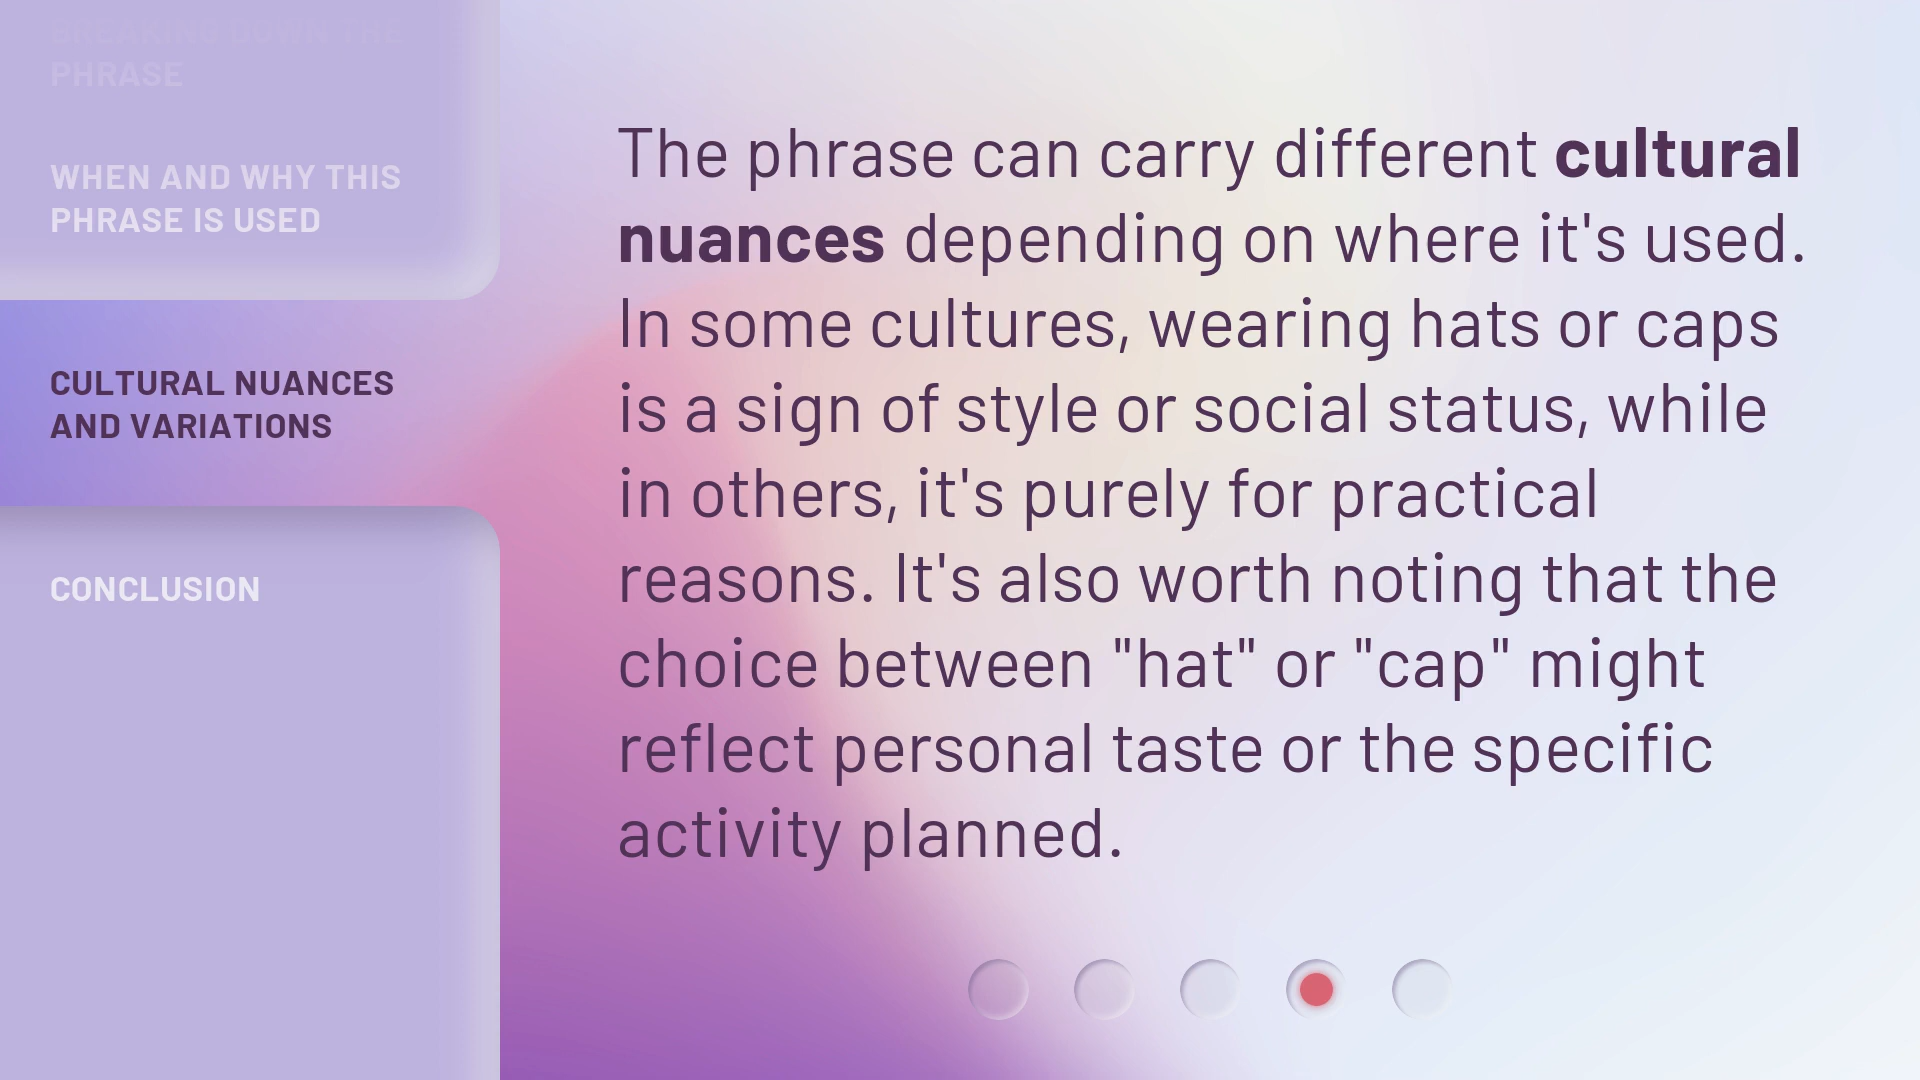 BREAKING DOWN THE
PHRASE
WHEN AND WHY THIS
PHRASE IS USED
CULTURAL NUANCES
AND VARIATIONS
CONCLUSION
The phrase can carry different cultural
nuances depending on where it's used.
In some cultures, wearing hats or caps
is a sign of style or social status, while
in others, it's purely for practical
reasons. It's also worth noting that the
choice between "hat" or "cap" might
reflect personal taste or the specific
activity planned.